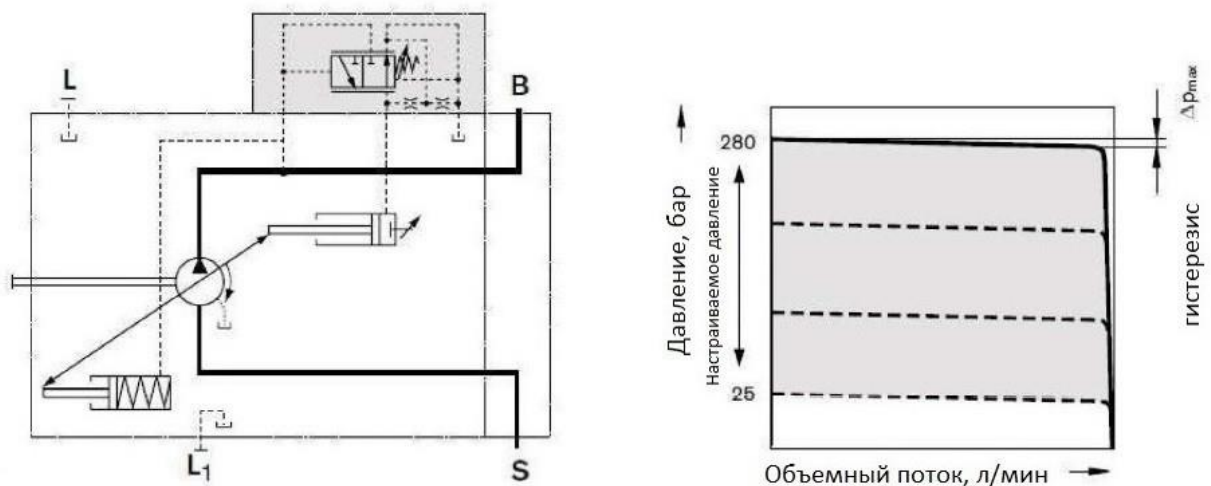 L
B
L₁
S
Давление, бар
Настраиваемое давление
280
25
Объемный поток, л/мин
Δpmax
гистерезис